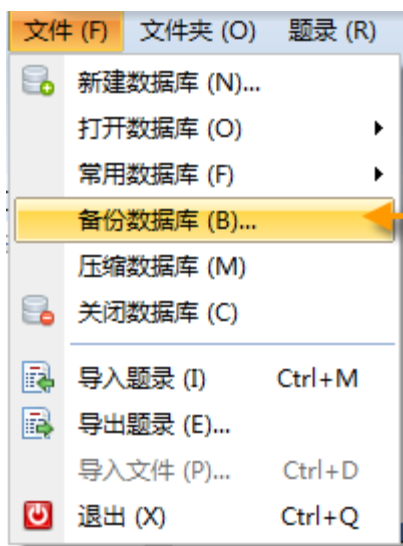 文件 (F) 文件夹 (O) 题录 (R)
新建数据库 (N)...
打开数据库 (O)
常用数据库 (F)
备份数据库 (B)...
压缩数据库 (M)
关闭数据库 (C)
导入题录 (I) Ctrl+M
导出题录 (E)...
导入文件 (P)... Ctrl+D
退出 (X) Ctrl+Q